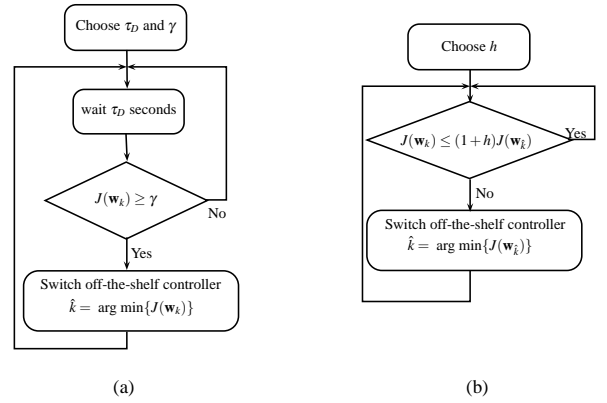 Choose τ_D and γ
wait τ_D seconds
J(𝐰_k) ≥ γ
No
Yes
Switch off-the-shelf controller
k̂ = arg min{J(𝐰_k)}
(a)
Choose h
J(𝐰_k) ≤ (1+h)J(𝐰_k̂)
Yes
No
Switch off-the-shelf controller
k̂ = arg min{J(𝐰_k̂)}
(b)